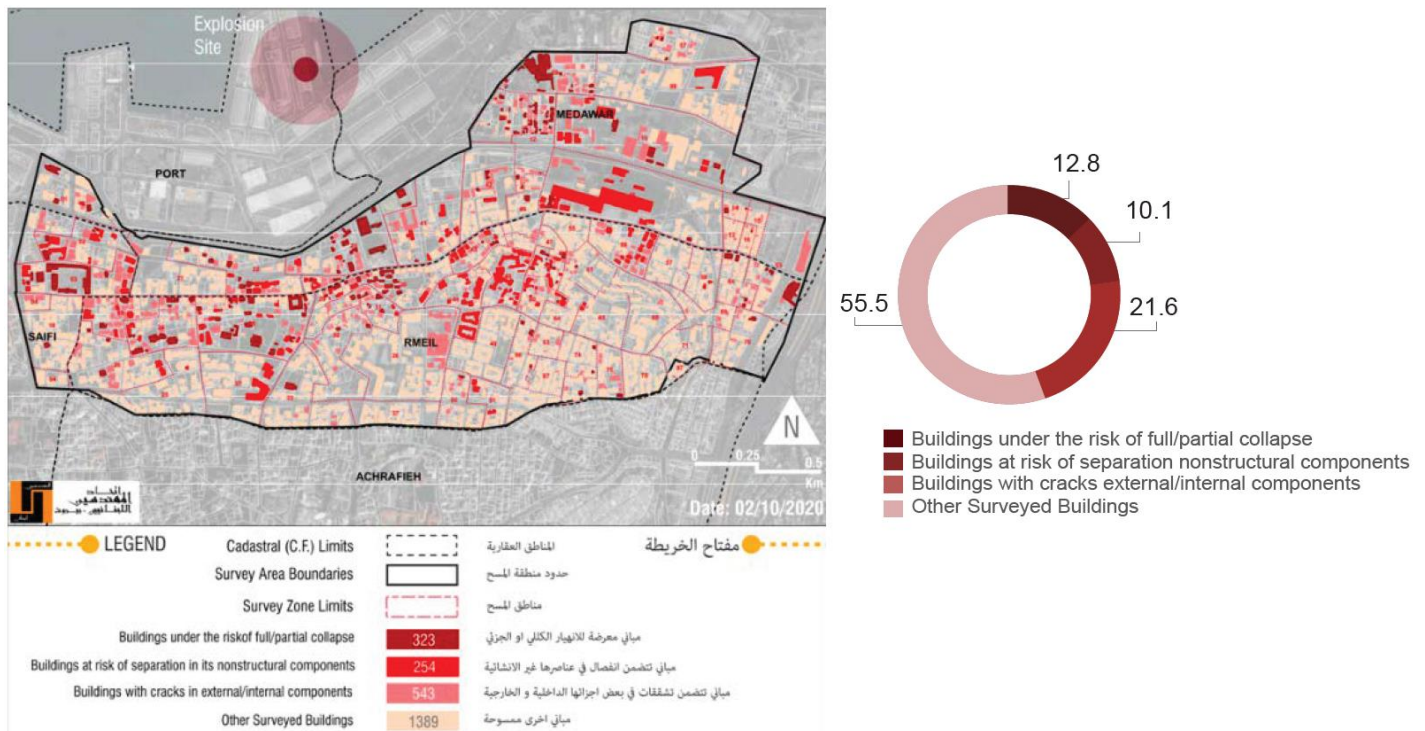 Explosion
Site
PORT
MEDAWAR
SAIFI
RMEIL
ACHRAFIEH
N
0 0.25 0.5
Km
Date: 02/10/2020
اتحاد
المهندسين
اللبنانيين
LEGEND
مفتاح الخريطة
Cadastral (C.F.) Limits
المناطق العقارية
Survey Area Boundaries
حدود منطقة المسح
Survey Zone Limits
مناطق المسح
Buildings under the riskof full/partial collapse 323 مباني معرضة للانهيار الكلي او الجزئي
Buildings at risk of separation in its nonstructural components 254 مباني تتضمن انفصال في عناصرها غير الانشائية
Buildings with cracks in external/internal components 543 مباني تتضمن تشققات في بعض اجزائها الداخلية و الخارجية
Other Surveyed Buildings 1389 مباني اخرى ممسوحة
12.8
10.1
21.6
55.5
Buildings under the risk of full/partial collapse
Buildings at risk of separation nonstructural components
Buildings with cracks external/internal components
Other Surveyed Buildings